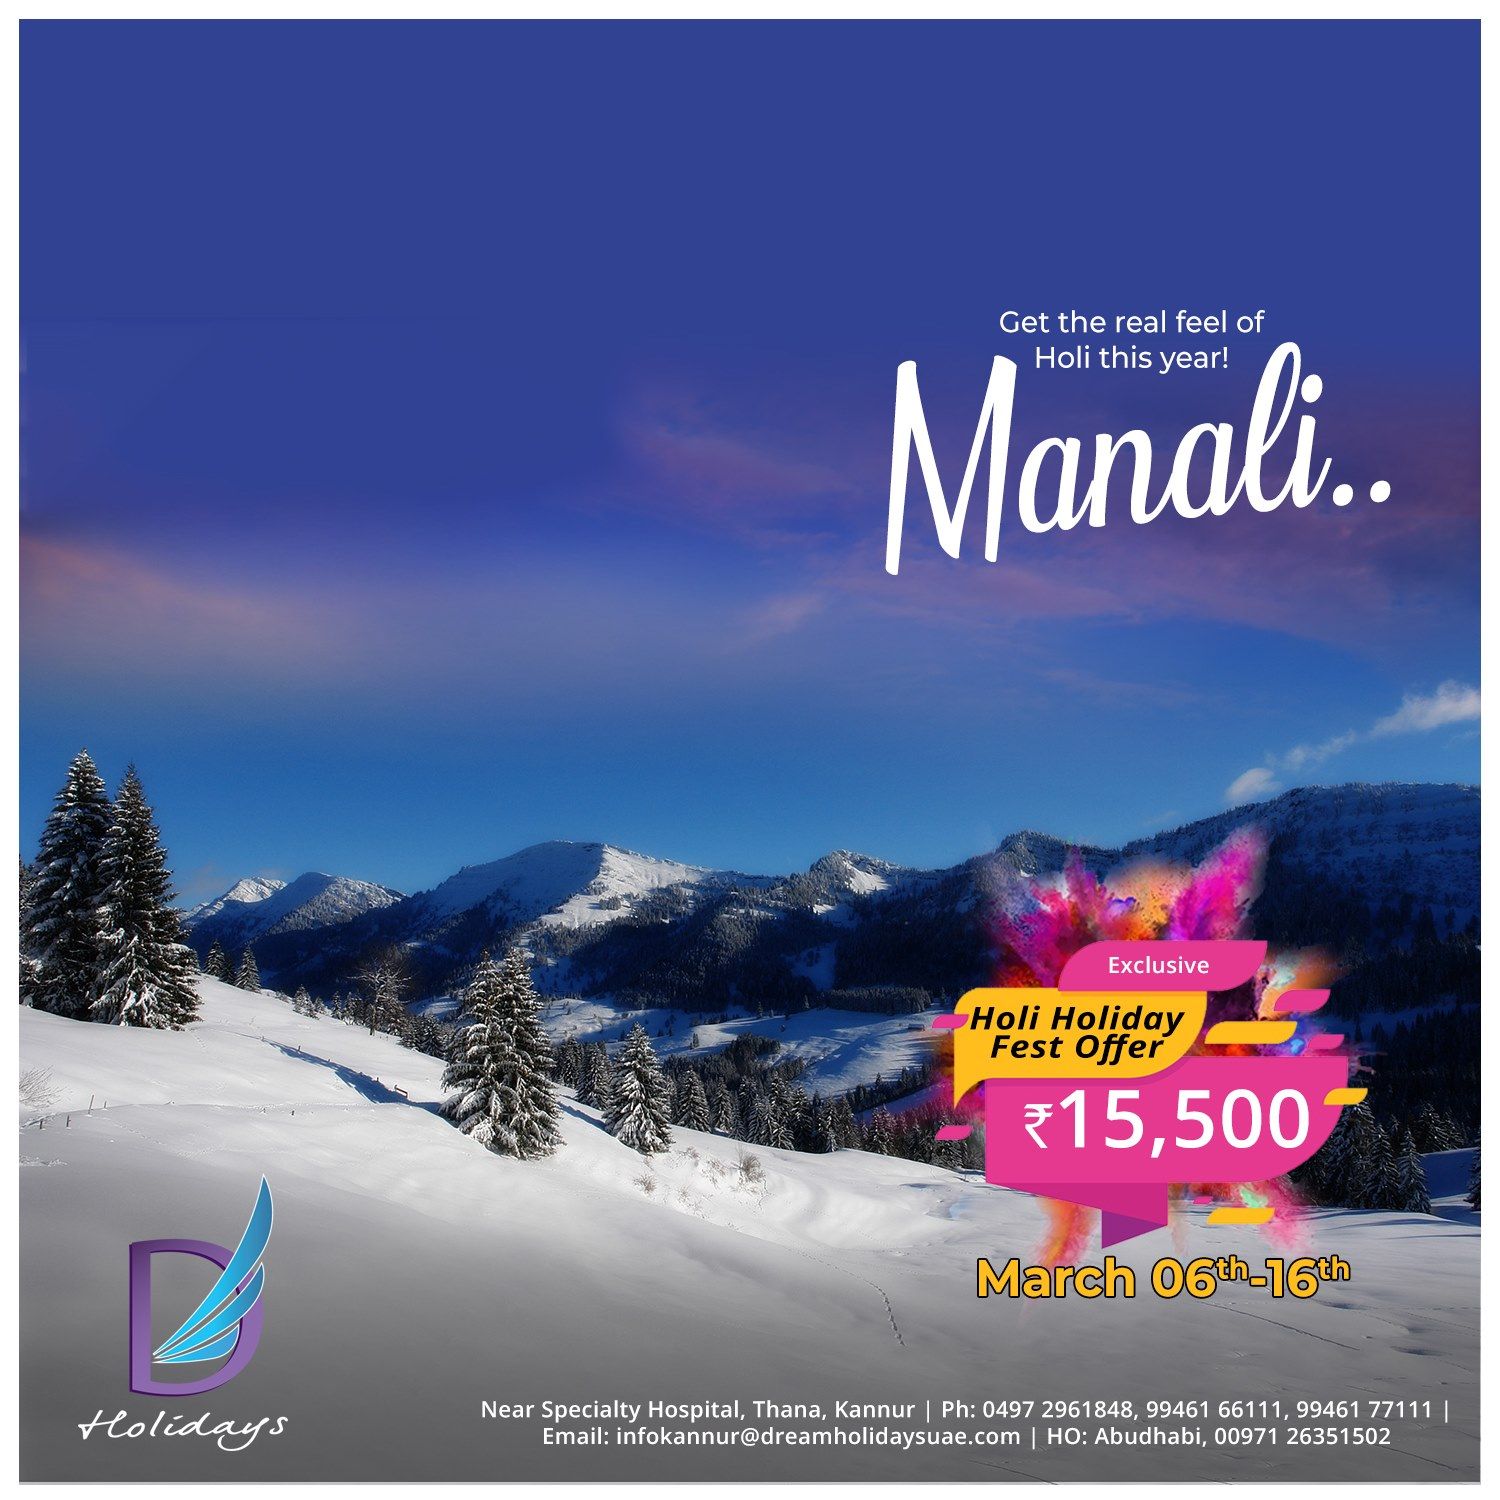 Get the real feel of
Holi this year!
Manali..
Exclusive
Holi Holiday
Fest Offer
₹15,500
March 06th-16th
D
Holidays
Near Specialty Hospital, Thana, Kannur | Ph: 0497 2961848, 99461 66111, 99461 77111 |
Email: infokannur@dreamholidaysuae.com | HO: Abudhabi, 00971 26351502